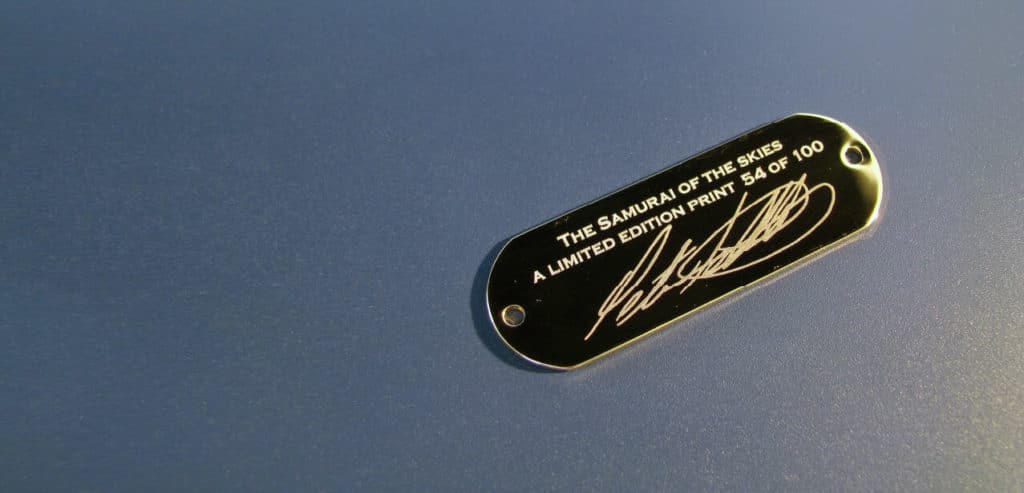 The Samurai of the skies
A limited edition print 54 of 100